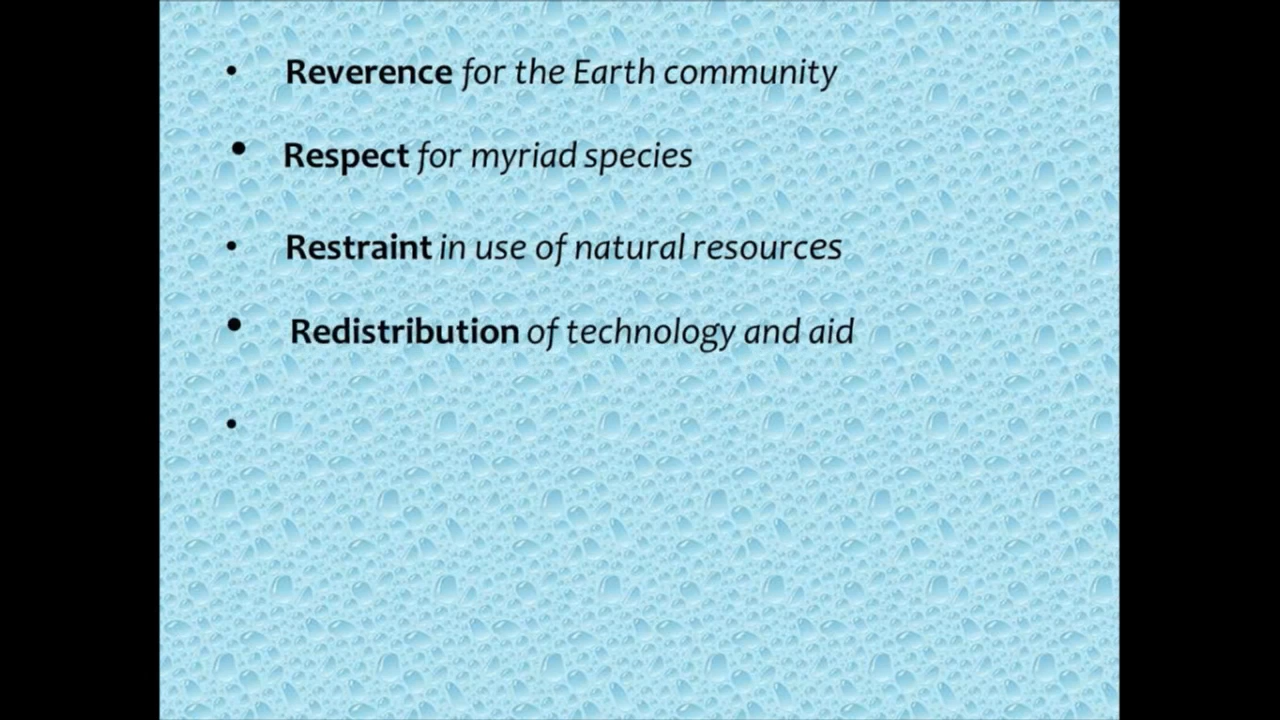 • Reverence for the Earth community
• Respect for myriad species
• Restraint in use of natural resources
• Redistribution of technology and aid
•